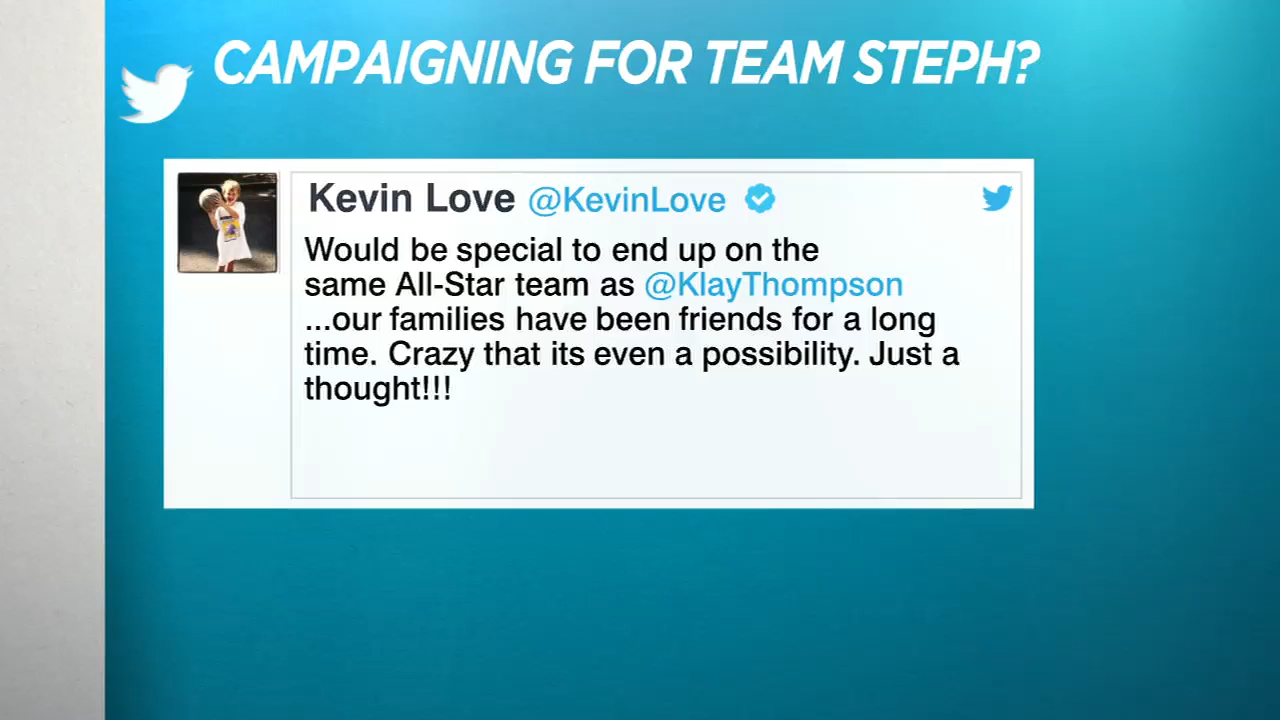 CAMPAIGNING FOR TEAM STEPH?
Kevin Love @KevinLove
Would be special to end up on the
same All-Star team as @KlayThompson
...our families have been friends for a long
time. Crazy that its even a possibility. Just a
thought!!!